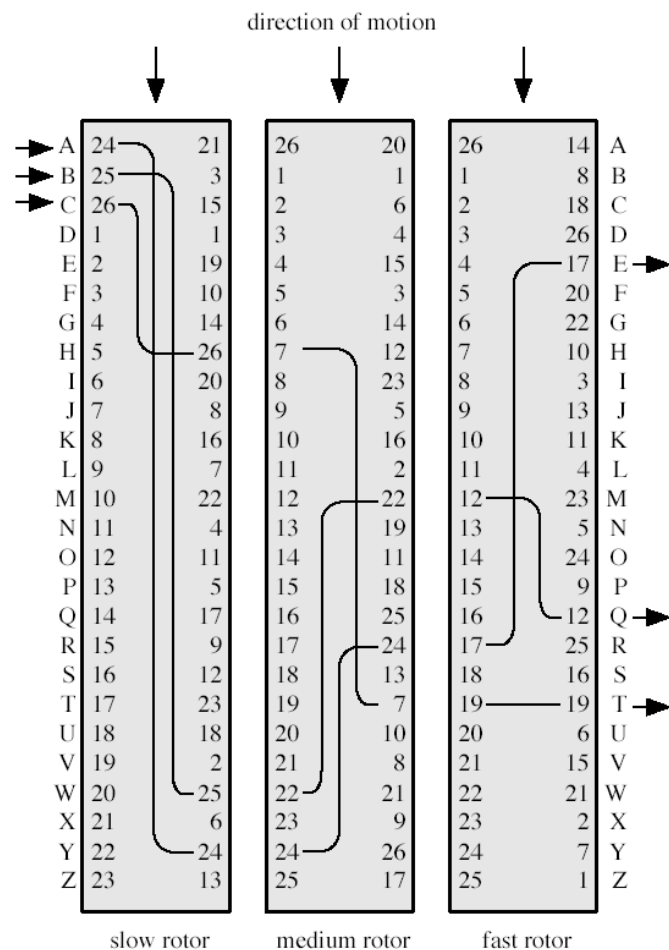 direction of motion
A 24 21 26 20 26 14 A
B 25 3 1 1 1 8 B
C 26 15 2 6 2 18 C
D 1 1 3 4 3 26 D
E 2 19 4 15 4 17 E
F 3 10 5 3 5 20 F
G 4 14 6 14 6 22 G
H 5 26 7 12 7 10 H
I 6 20 8 23 8 3 I
J 7 8 9 5 9 13 J
K 8 16 10 16 10 11 K
L 9 7 11 2 11 4 L
M 10 22 12 22 12 23 M
N 11 4 13 19 13 5 N
O 12 11 14 11 14 24 O
P 13 5 15 18 15 9 P
Q 14 17 16 25 16 12 Q
R 15 9 17 24 17 25 R
S 16 12 18 13 18 16 S
T 17 23 19 7 19 19 T
U 18 18 20 10 20 6 U
V 19 2 21 8 21 15 V
W 20 25 22 21 22 21 W
X 21 6 23 9 23 2 X
Y 22 24 24 26 24 7 Y
Z 23 13 25 17 25 1 Z
slow rotor medium rotor fast rotor